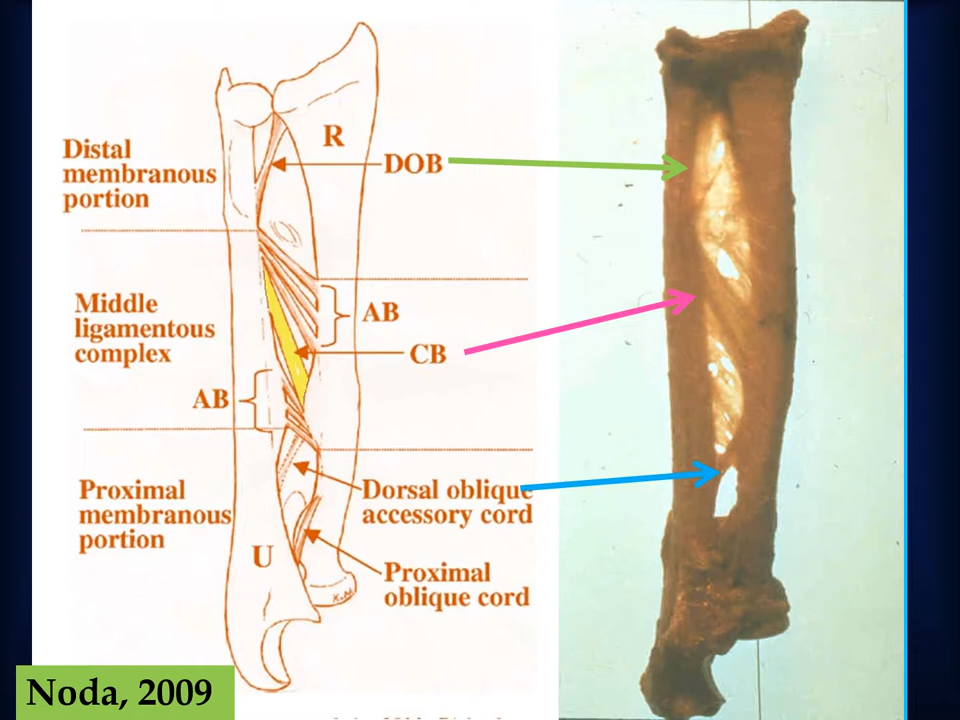 Distal
membranous
portion
R
DOB
Middle
ligamentous
complex
AB
CB
AB
Proximal
membranous
portion
Dorsal oblique
accessory cord
U
Proximal
oblique cord
Noda, 2009